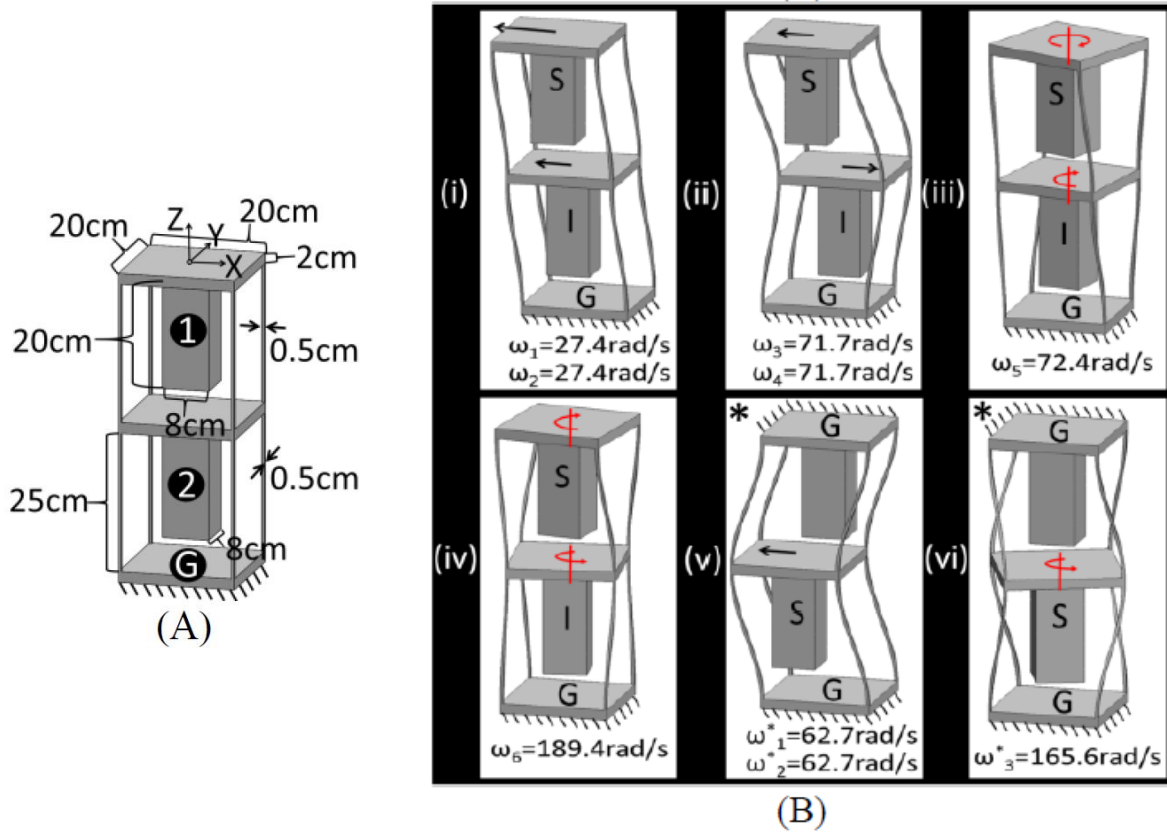 20cm
20cm
Z
Y
2cm
X
1
20cm
0.5cm
8cm
2
0.5cm
25cm
8cm
G
(A)
(i)
S
I
G
ω1=27.4rad/s
ω2=27.4rad/s
(ii)
S
I
G
ω3=71.7rad/s
ω4=71.7rad/s
(iii)
S
I
G
ω5=72.4rad/s
(iv)
S
I
G
ω6=189.4rad/s
(v)
*
G
S
G
ω*1=62.7rad/s
ω*2=62.7rad/s
(vi)
*
G
S
G
ω*3=165.6rad/s
(B)